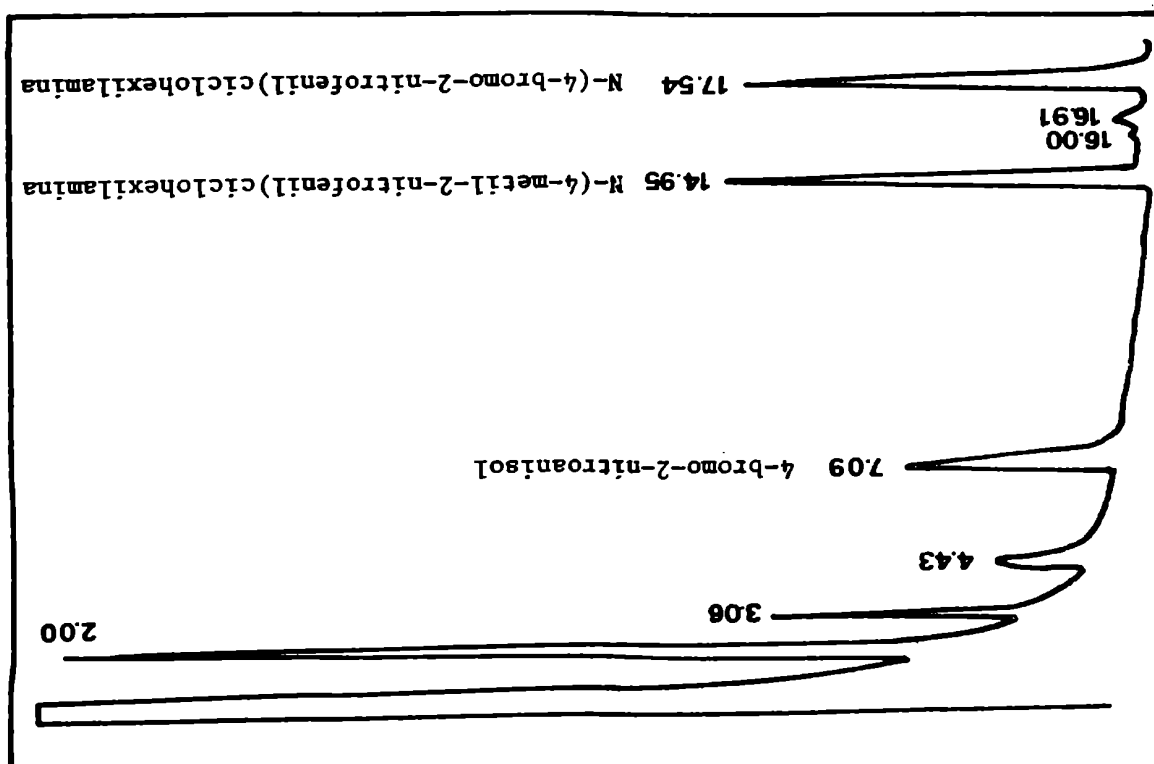 2.00
3.06
4.43
7.09 4-bromo-2-nitroanisol
14.95 N-(4-metil-2-nitrofenil)ciclohexilamina
16.00
16.91
17.54 N-(4-bromo-2-nitrofenil)ciclohexilamina